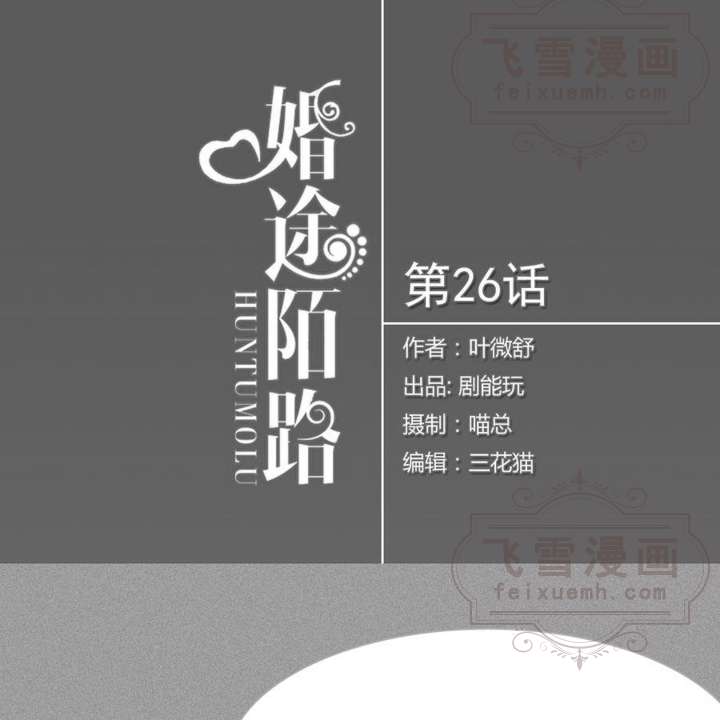 飞雪漫画
feixuemh.com
婚途陌路
HUNTUMOLU
第26话
作者：叶微舒
出品: 剧能玩
摄制：喵总
编辑：三花猫
飞雪漫画
feixuemh.com